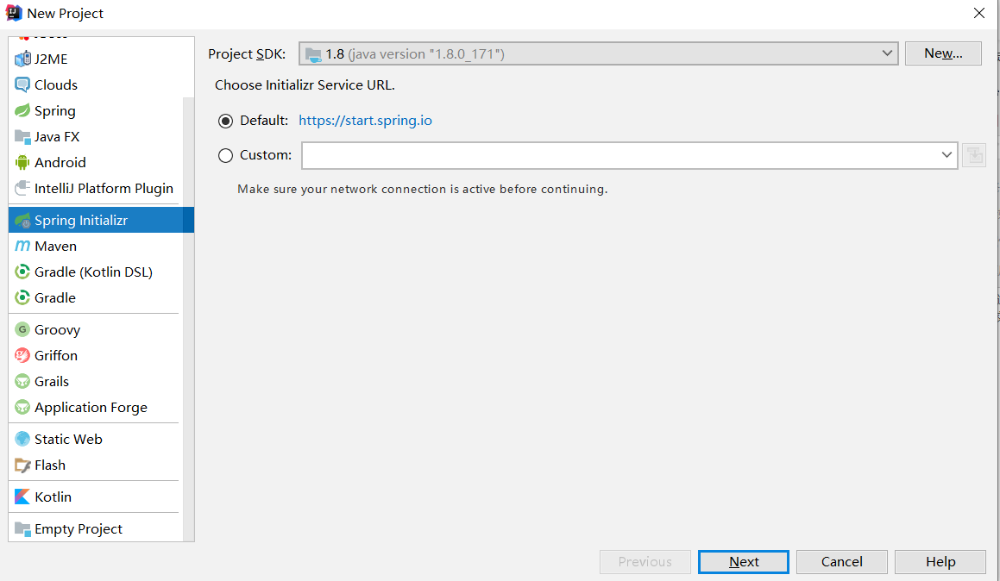 New Project
J2ME
Clouds
Spring
Java FX
Android
IntelliJ Platform Plugin
Spring Initializr
Maven
Gradle (Kotlin DSL)
Gradle
Groovy
Griffon
Grails
Application Forge
Static Web
Flash
Kotlin
Empty Project
Project SDK: 1.8 (java version "1.8.0_171") New...
Choose Initializr Service URL.
Default: https://start.spring.io
Custom:
Make sure your network connection is active before continuing.
Previous Next Cancel Help